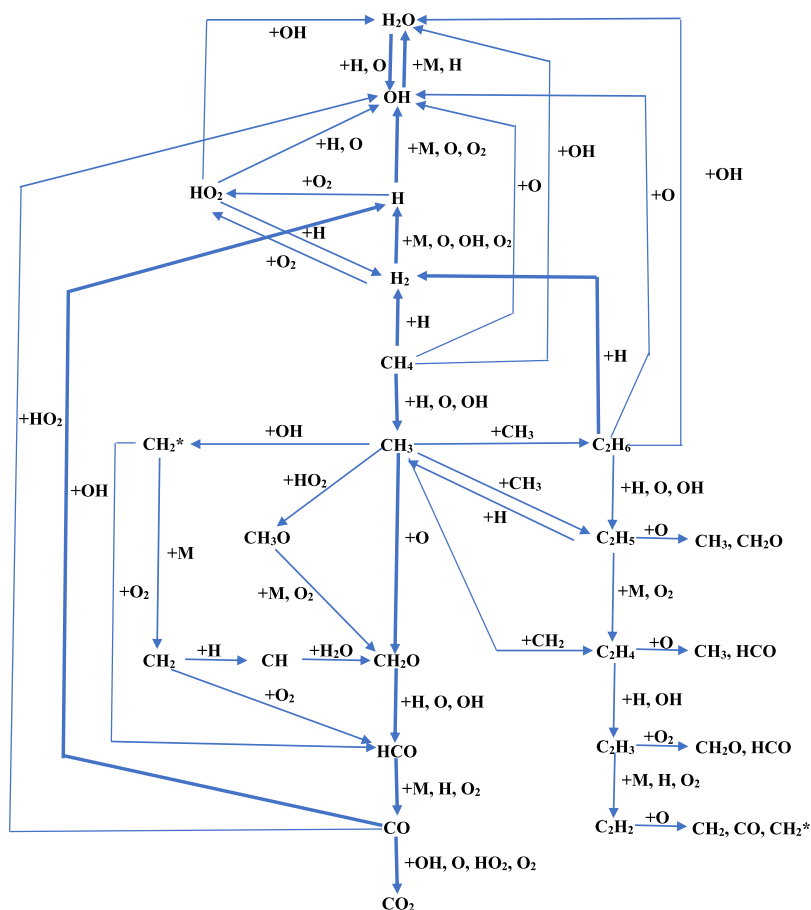 H₂O
+OH
+H, O
+M, H
OH
+H, O
+M, O, O₂
+OH
+O
+O
+OH
HO₂
+O₂
H
+H
+O₂
+M, O, OH, O₂
H₂
+H
+H
CH₄
+H, O, OH
+HO₂
+OH
CH₂*
+OH
CH₃
+CH₃
C₂H₆
+HO₂
+CH₃
+H
+H, O, OH
CH₃O
+O
C₂H₅
+O
CH₃, CH₂O
+M
+O₂
+M, O₂
+M, O₂
CH₂
+H
CH
+H₂O
CH₂O
+CH₂
C₂H₄
+O
CH₃, HCO
+O₂
+H, O, OH
+H, OH
HCO
C₂H₃
+O₂
CH₂O, HCO
+M, H, O₂
+M, H, O₂
CO
C₂H₂
+O
CH₂, CO, CH₂*
+OH, O, HO₂, O₂
CO₂